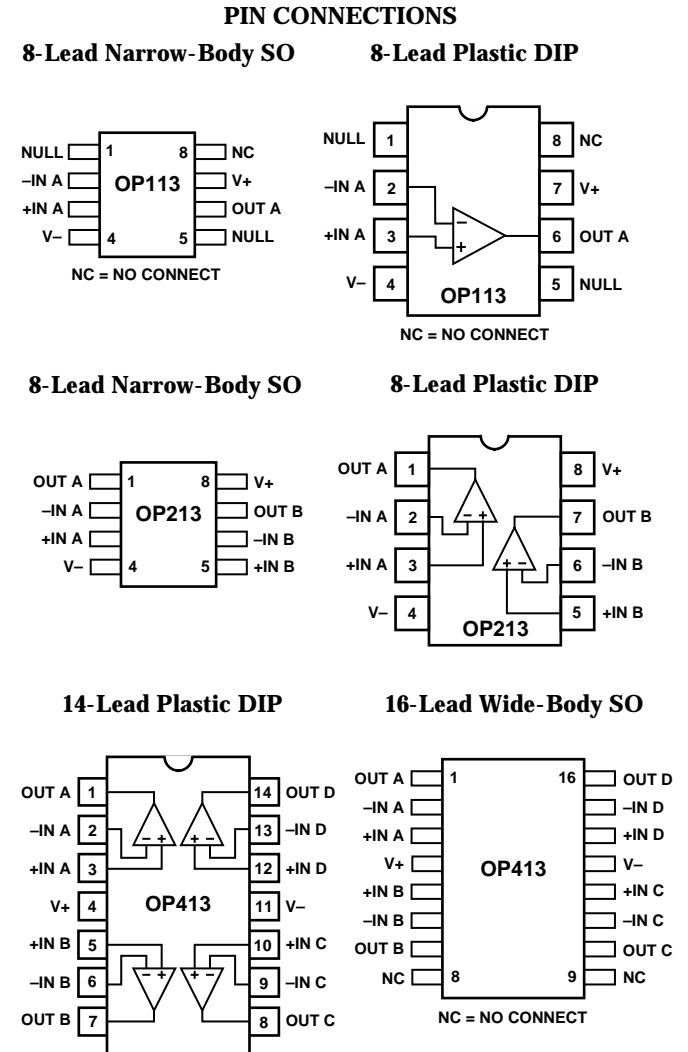 PIN CONNECTIONS
8-Lead Narrow-Body SO
NULL 1 8 NC
–IN A OP113 V+
+IN A OUT A
V– 4 5 NULL
NC = NO CONNECT
8-Lead Plastic DIP
NULL 1 8 NC
–IN A 2 7 V+
–
+IN A 3 + 6 OUT A
V– 4 5 NULL
OP113
NC = NO CONNECT
8-Lead Narrow-Body SO
OUT A 1 8 V+
–IN A OP213 OUT B
+IN A –IN B
V– 4 5 +IN B
8-Lead Plastic DIP
OUT A 1 8 V+
–IN A 2 – + 7 OUT B
+IN A 3 + – 6 –IN B
V– 4 5 +IN B
OP213
14-Lead Plastic DIP
OUT A 1 14 OUT D
–IN A 2 – + + – 13 –IN D
+IN A 3 12 +IN D
V+ 4 OP413 11 V–
+IN B 5 10 +IN C
–IN B 6 – + + – 9 –IN C
OUT B 7 8 OUT C
16-Lead Wide-Body SO
OUT A 1 16 OUT D
–IN A –IN D
+IN A +IN D
V+ OP413 V–
+IN B +IN C
–IN B –IN C
OUT B OUT C
NC 8 9 NC
NC = NO CONNECT